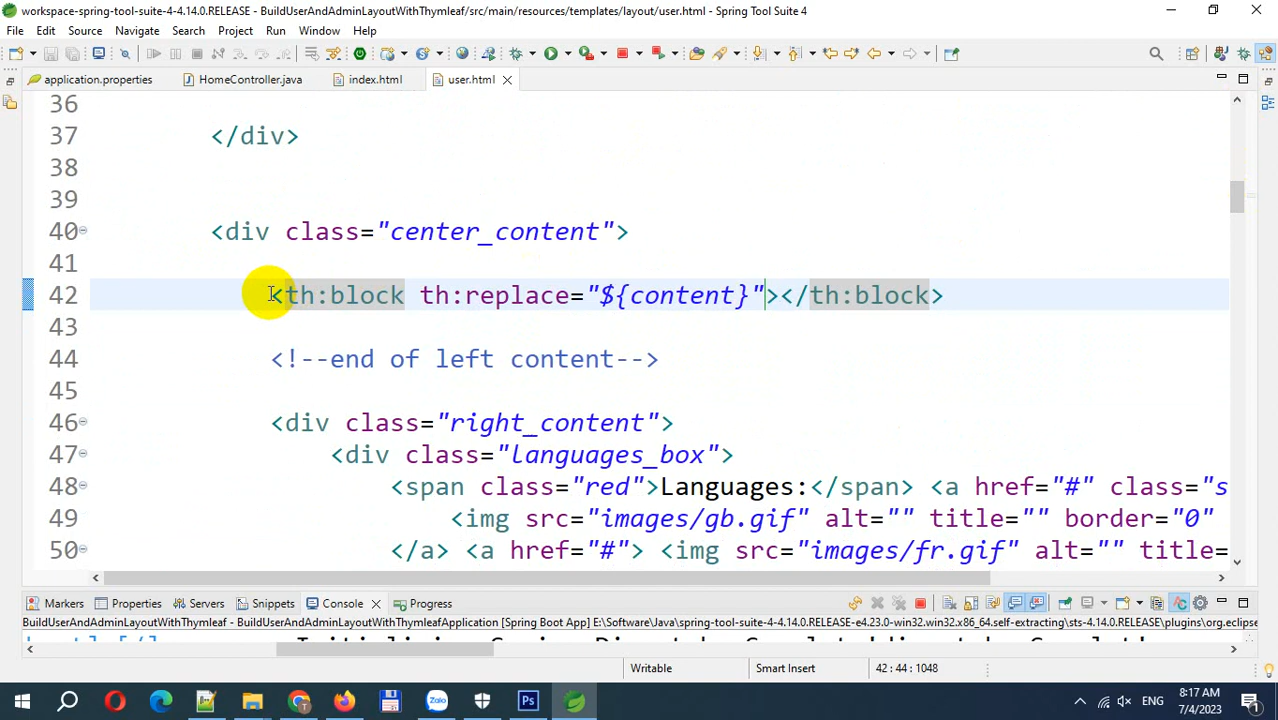 workspace-spring-tool-suite-4-4.14.0.RELEASE - BuildUserAndAdminLayoutWithThymleaf/src/main/resources/templates/layout/user.html - Spring Tool Suite 4
File Edit Source Navigate Search Project Run Window Help
application.properties HomeController.java index.html user.html
36
37 </div>
38
39
40 <div class="center_content">
41
42 <th:block th:replace="${content}"></th:block>
43
44 <!--end of left content-->
45
46 <div class="right_content">
47 <div class="languages_box">
48 <span class="red">Languages:</span> <a href="#" class="s
49 <img src="images/gb.gif" alt="" title="" border="0"
50 </a> <a href="#"> <img src="images/fr.gif" alt="" title=
Markers Properties Servers Snippets Console Progress
BuildUserAndAdminLayoutWithThymleaf - BuildUserAndAdminLayoutWithThymleafApplication [Spring Boot App] E:\Software\Java\spring-tool-suite-4-4.14.0.RELEASE-e4.23.0-win32.win32.x86_64.self-extracting\sts-4.14.0.RELEASE\plugins\org.eclipse
Writable Smart Insert 42 : 44 : 1048
Zalo Ps ENG 8:17 AM
7/4/2023